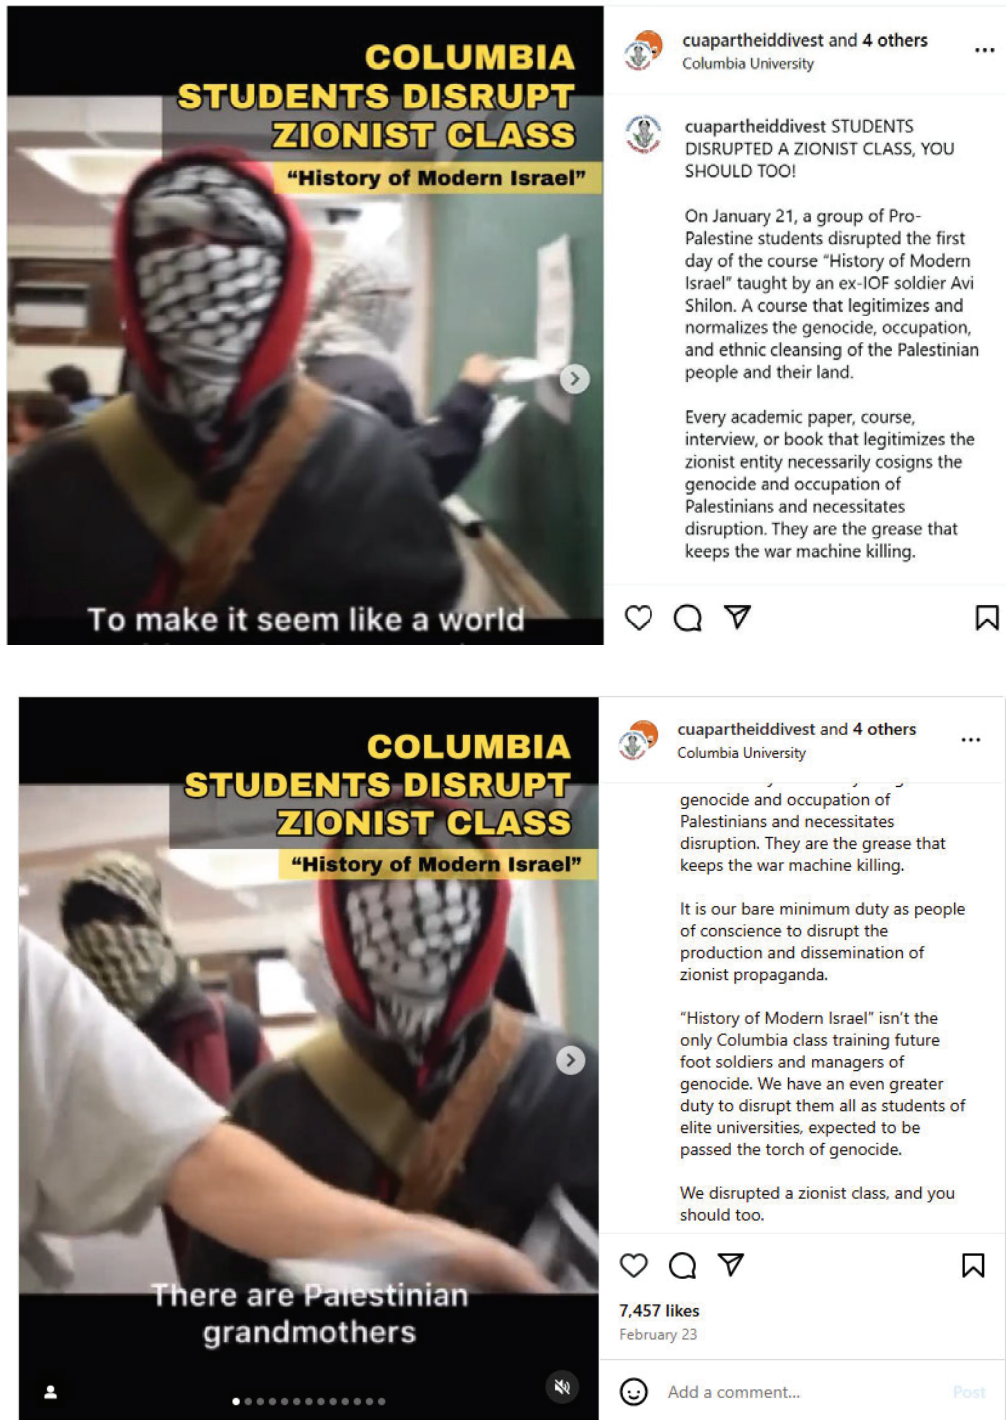 COLUMBIA
STUDENTS DISRUPT
ZIONIST CLASS
“History of Modern Israel”
To make it seem like a world
cuapartheiddivest and 4 others
Columbia University
cuapartheiddivest STUDENTS
DISRUPTED A ZIONIST CLASS, YOU
SHOULD TOO!
On January 21, a group of Pro-
Palestine students disrupted the first
day of the course “History of Modern
Israel” taught by an ex-IOF soldier Avi
Shilon. A course that legitimizes and
normalizes the genocide, occupation,
and ethnic cleansing of the Palestinian
people and their land.
Every academic paper, course,
interview, or book that legitimizes the
zionist entity necessarily cosigns the
genocide and occupation of
Palestinians and necessitates
disruption. They are the grease that
keeps the war machine killing.
COLUMBIA
STUDENTS DISRUPT
ZIONIST CLASS
“History of Modern Israel”
There are Palestinian
grandmothers
cuapartheiddivest and 4 others
Columbia University
genocide and occupation of
Palestinians and necessitates
disruption. They are the grease that
keeps the war machine killing.
It is our bare minimum duty as people
of conscience to disrupt the
production and dissemination of
zionist propaganda.
“History of Modern Israel” isn’t the
only Columbia class training future
foot soldiers and managers of
genocide. We have an even greater
duty to disrupt them all as students of
elite universities, expected to be
passed the torch of genocide.
We disrupted a zionist class, and you
should too.
7,457 likes
February 23
Add a comment...
Post